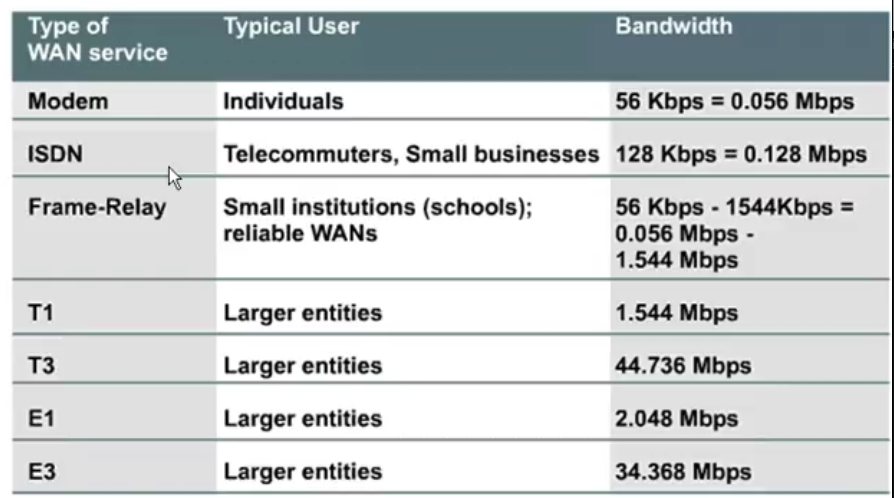 Type of WAN service Typical User Bandwidth
Modem Individuals 56 Kbps = 0.056 Mbps
ISDN Telecommuters, Small businesses 128 Kbps = 0.128 Mbps
Frame-Relay Small institutions (schools); reliable WANs 56 Kbps - 1544Kbps = 0.056 Mbps - 1.544 Mbps
T1 Larger entities 1.544 Mbps
T3 Larger entities 44.736 Mbps
E1 Larger entities 2.048 Mbps
E3 Larger entities 34.368 Mbps